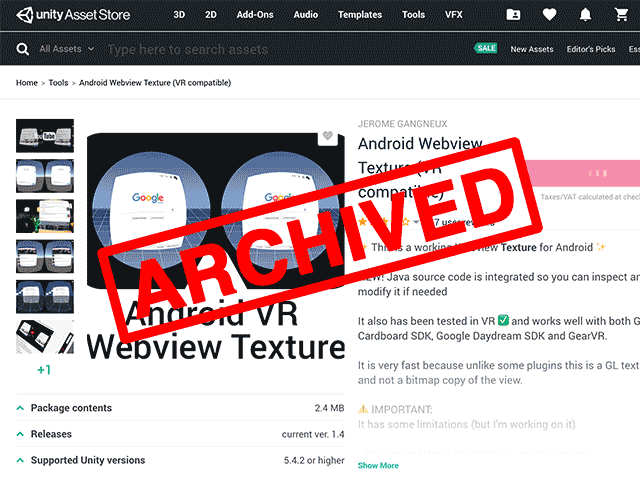 unity Asset Store
3D 2D Add-Ons Audio Templates Tools VFX
All Assets Type here to search assets
SALE New Assets Editor's Picks Ess
Home > Tools > Android Webview Texture (VR compatible)
Tube
Google Google
+1
Android VR
Webview Texture
JEROME GANGNEUX
Android Webview
Texture (VR
compatible)
Taxes/VAT calculated at check
7 user reviews
ARCHIVED
This is a working Webview Texture for Android
NEW! Java source code is integrated so you can inspect an
modify it if needed
It also has been tested in VR ✅ and works well with both G
Cardboard SDK, Google Daydream SDK and GearVR.
It is very fast because unlike some plugins this is a GL text
and not a bitmap copy of the view.
⚠ IMPORTANT:
It has some limitations (but I'm working on it)
Show More
Package contents 2.4 MB
Releases current ver. 1.4
Supported Unity versions 5.4.2 or higher